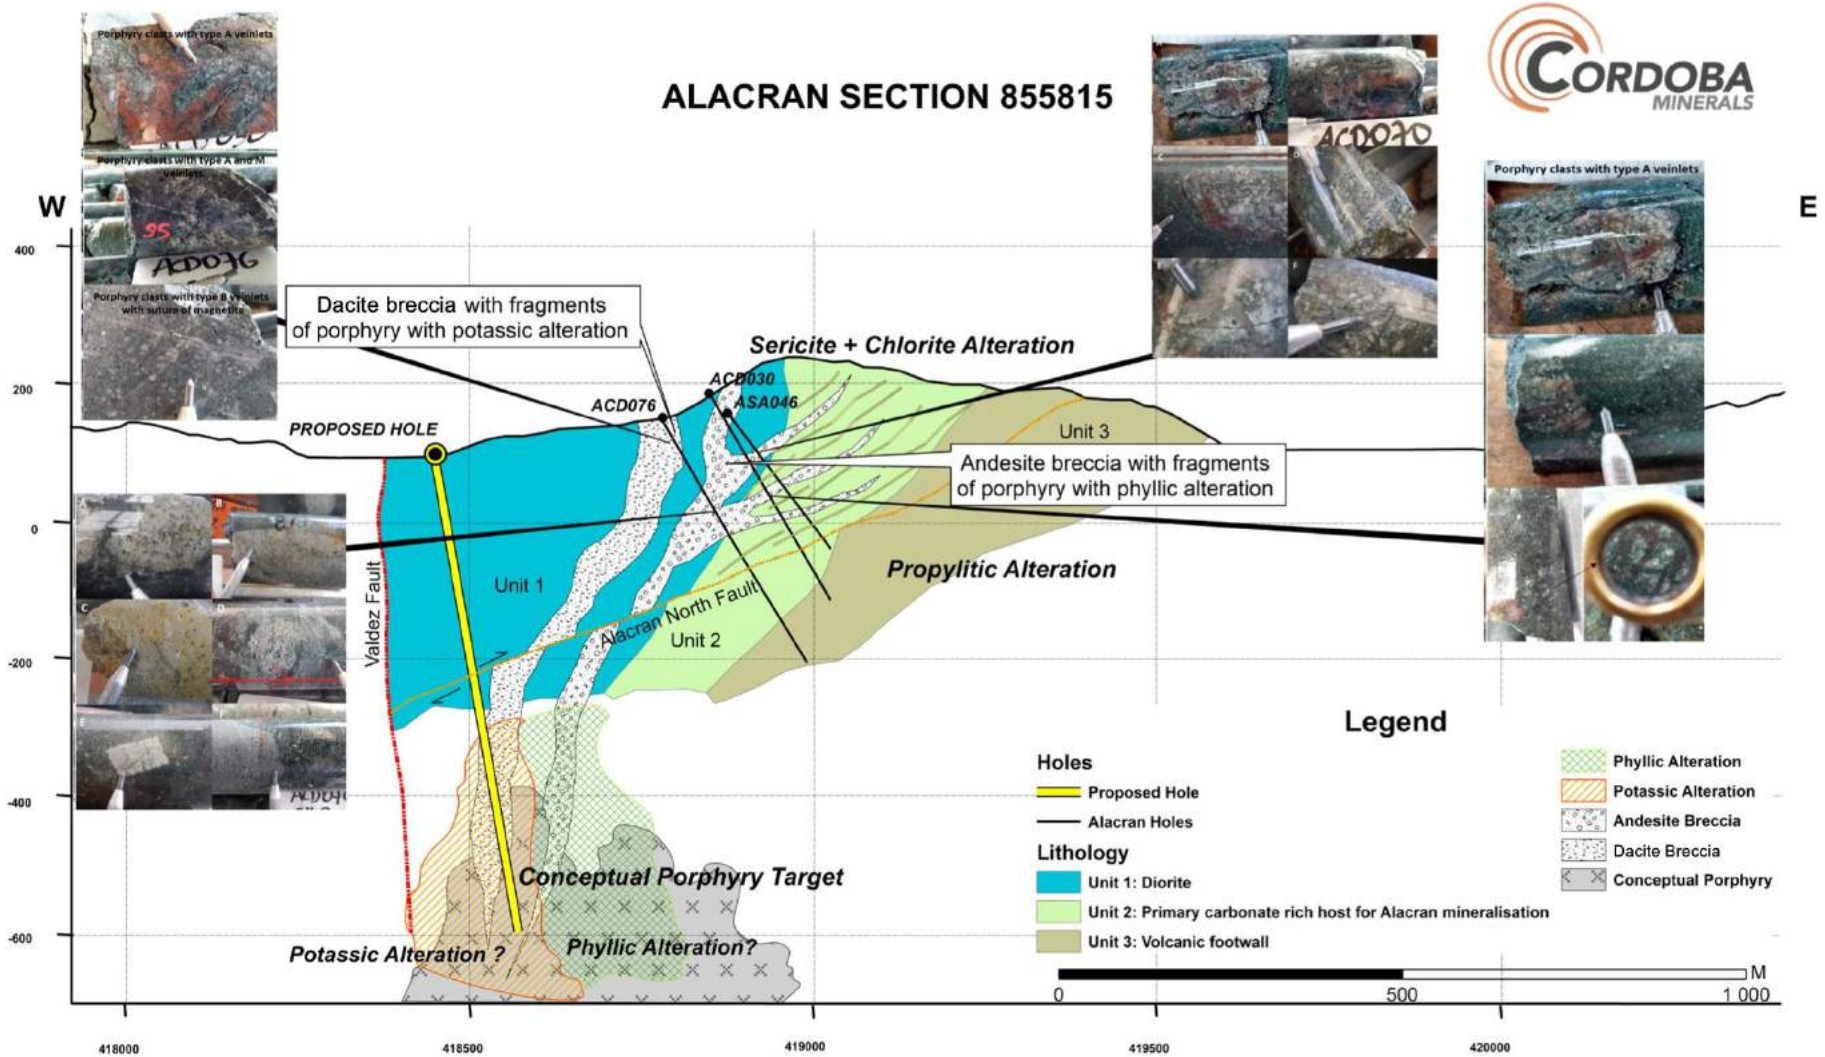 Porphyry clasts with type A veinlets
Porphyry clasts with type A and M
veinlets
95
ACD076
Porphyry clasts with type B veinlets
with suture of magnetite
ALACRAN SECTION 855815
ACD070
CORDOBA
MINERALS
Porphyry clasts with type A veinlets
W
E
400
200
0
-200
-400
-600
Dacite breccia with fragments
of porphyry with potassic alteration
Sericite + Chlorite Alteration
ACD030
ASA046
ACD076
PROPOSED HOLE
Unit 3
Andesite breccia with fragments
of porphyry with phyllic alteration
A
B
C
D
E
Valdez Fault
Unit 1
Propylitic Alteration
Alacran North Fault
Unit 2
Conceptual Porphyry Target
Potassic Alteration ?
Phyllic Alteration?
Legend
Holes
Proposed Hole
Alacran Holes
Lithology
Unit 1: Diorite
Unit 2: Primary carbonate rich host for Alacran mineralisation
Unit 3: Volcanic footwall
Phyllic Alteration
Potassic Alteration
Andesite Breccia
Dacite Breccia
Conceptual Porphyry
M
0
500
1 000
418000
418500
419000
419500
420000